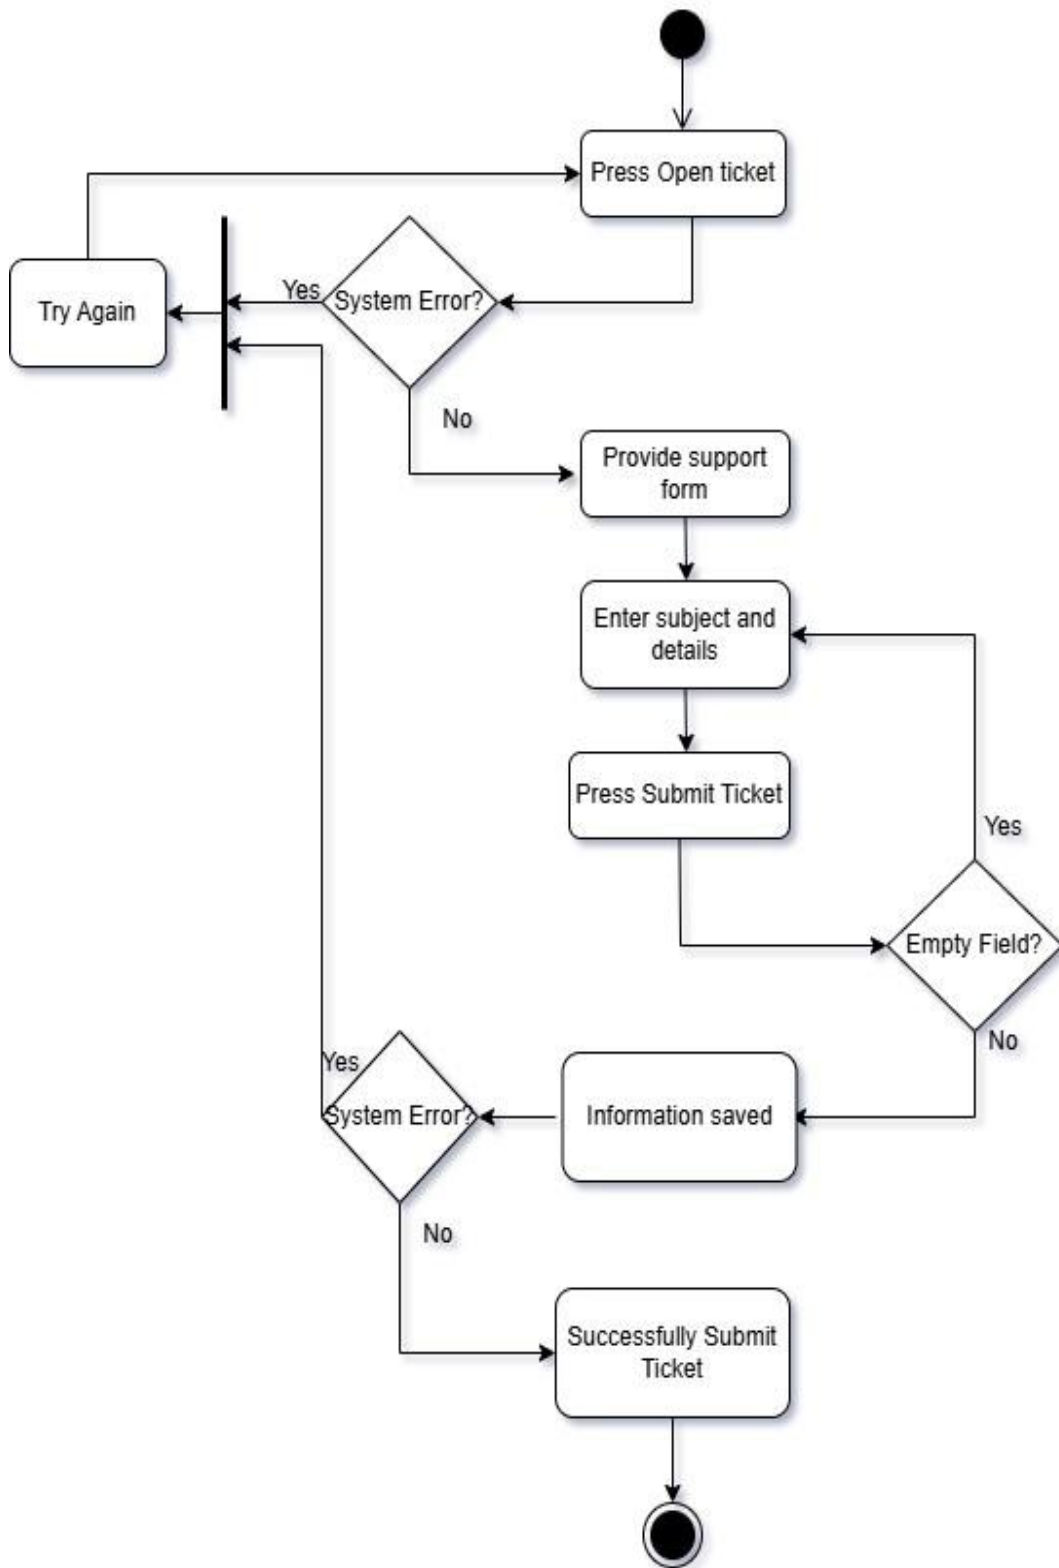 Press Open ticket
Try Again
Yes
System Error?
No
Provide support
form
Enter subject and
details
Press Submit Ticket
Yes
Empty Field?
No
Information saved
Yes
System Error?
No
Successfully Submit
Ticket